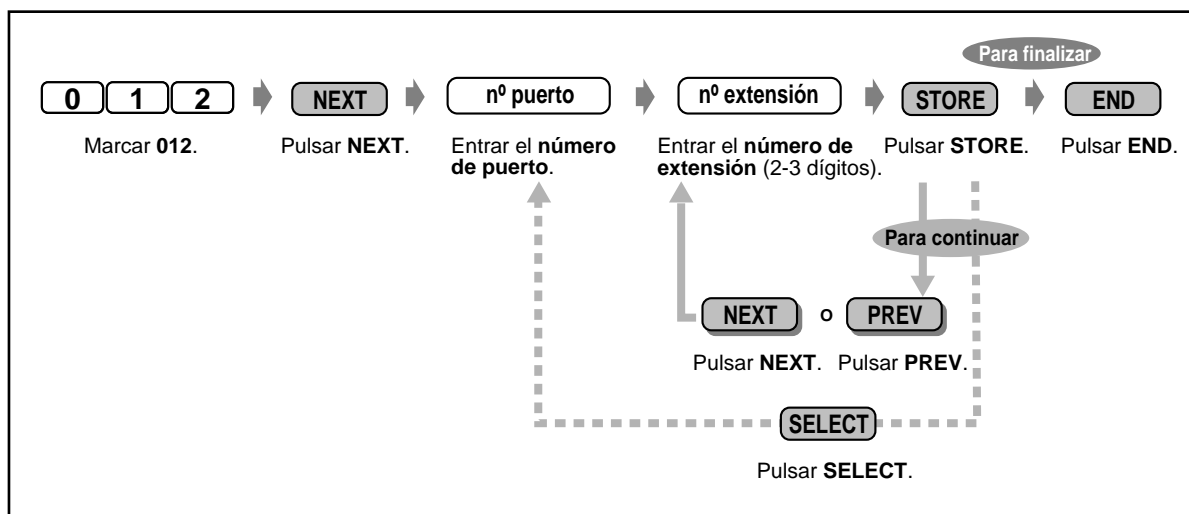 Para finalizar
0 1 2 NEXT nº puerto nº extensión STORE END
Marcar 012. Pulsar NEXT. Entrar el número Entrar el número de Pulsar STORE. Pulsar END.
de puerto. extensión (2-3 dígitos).
Para continuar
NEXT o PREV
Pulsar NEXT. Pulsar PREV.
SELECT
Pulsar SELECT.